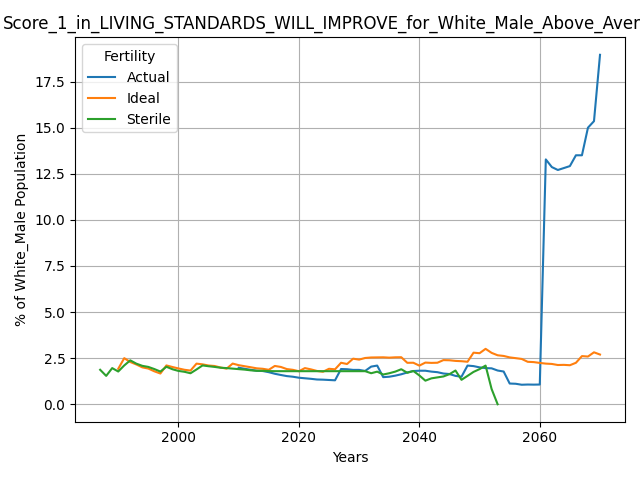 Score_1_in_LIVING_STANDARDS_WILL_IMPROVE_for_White_Male_Above_Aver
Fertility
Actual
Ideal
Sterile
% of White_Male Population
17.5
15.0
12.5
10.0
7.5
5.0
2.5
0.0
2000 2020 2040 2060
Years